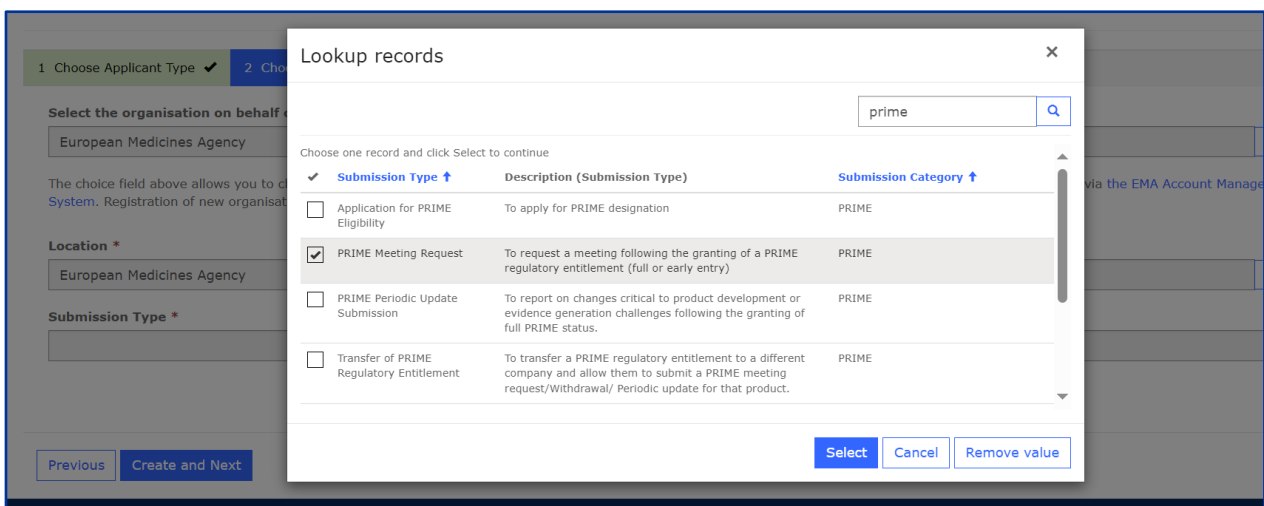 1 Choose Applicant Type ✔ 2 Cho
Select the organisation on behalf
European Medicines Agency
The choice field above allows you to via the EMA Account Manage
System. Registration of new organisat
Location *
European Medicines Agency
Submission Type *
Previous Create and Next
Lookup records ×
prime
Choose one record and click Select to continue
✔ Submission Type ↑ Description (Submission Type) Submission Category ↑
Application for PRIME To apply for PRIME designation PRIME
Eligibility
PRIME Meeting Request To request a meeting following the granting of a PRIME PRIME
regulatory entitlement (full or early entry)
PRIME Periodic Update To report on changes critical to product development or PRIME
Submission evidence generation challenges following the granting of
full PRIME status.
Transfer of PRIME To transfer a PRIME regulatory entitlement to a different PRIME
Regulatory Entitlement company and allow them to submit a PRIME meeting
request/Withdrawal/ Periodic update for that product.
Select Cancel Remove value